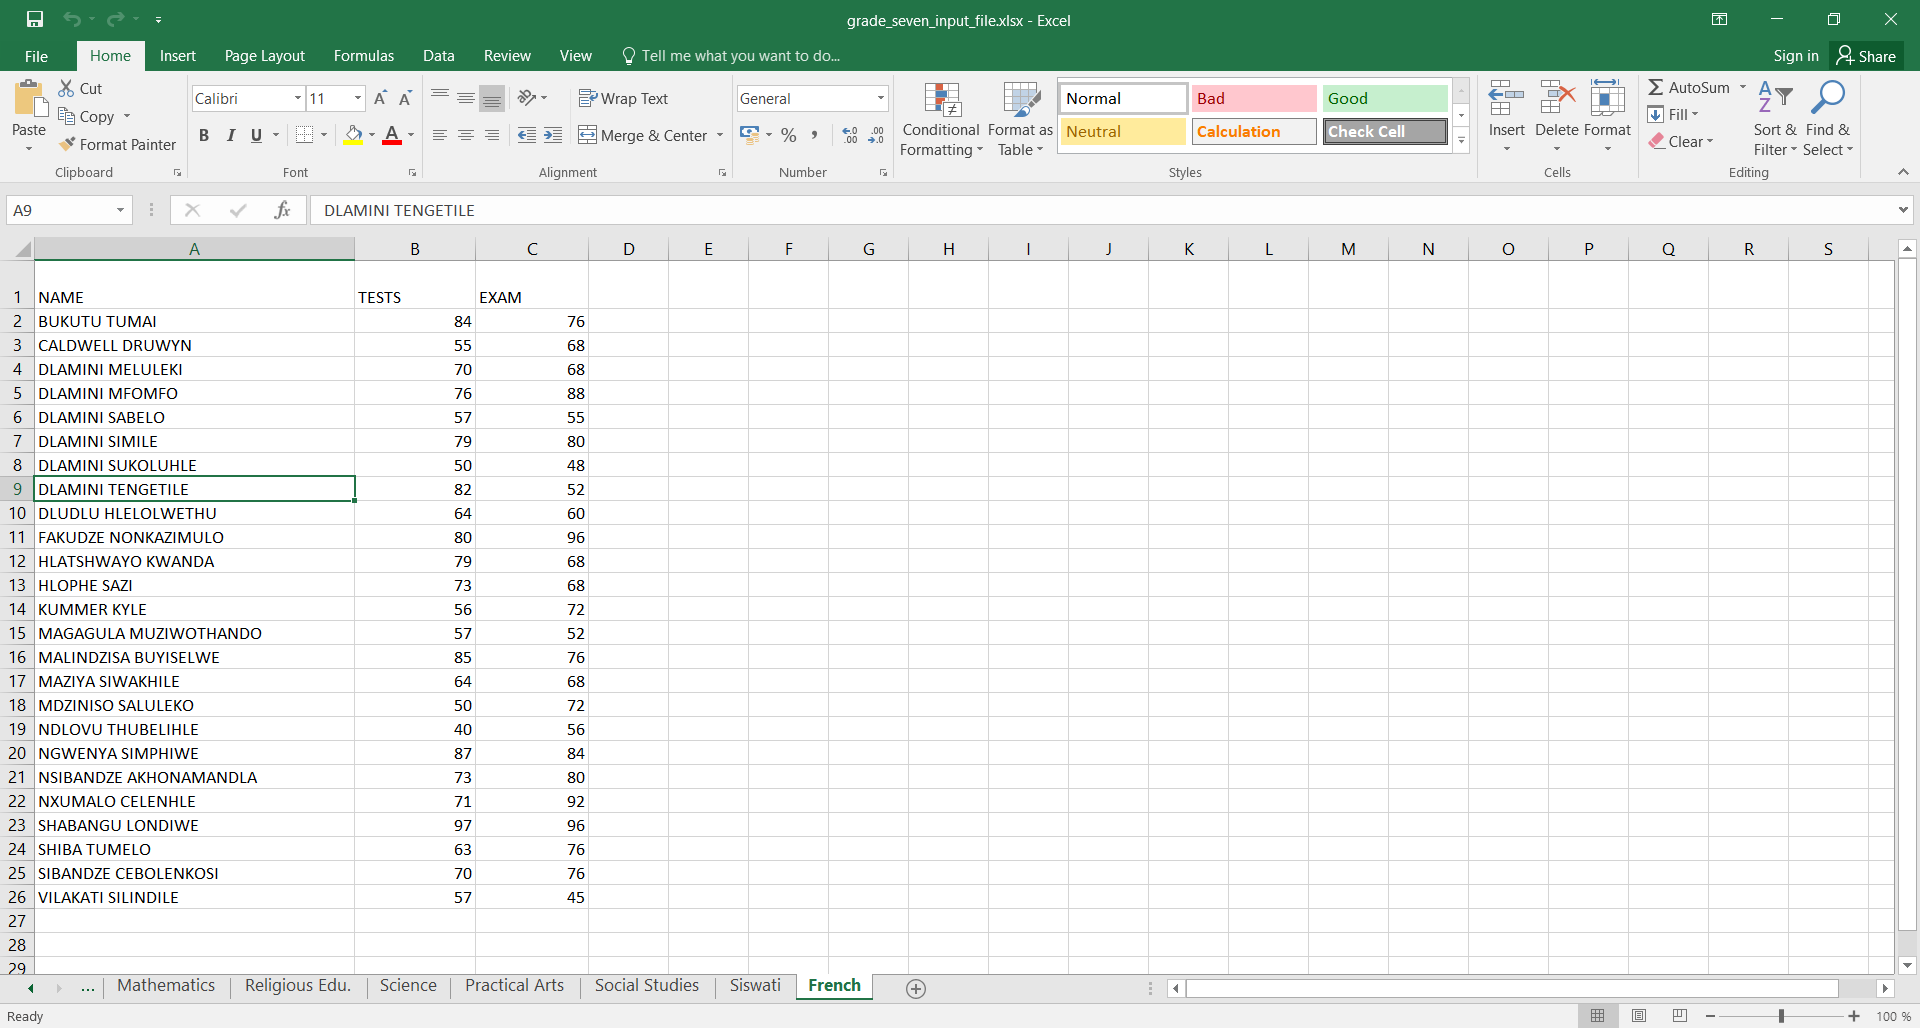 grade_seven_input_file.xlsx - Excel
File Home Insert Page Layout Formulas Data Review View Tell me what you want to do... Sign in Share
Paste Cut Copy Format Painter Clipboard
Calibri 11 A A B I U A Font
Wrap Text Merge & Center Alignment
General % , .00 .0 Number
Conditional Formatting Format as Table
Normal Bad Good
Neutral Calculation Check Cell
Styles
Insert Delete Format Cells
AutoSum Fill Clear Sort & Filter Find & Select Editing
A9 fx DLAMINI TENGETILE
A B C D E F G H I J K L M N O P Q R S
1 NAME TESTS EXAM
2 BUKUTU TUMAI 84 76
3 CALDWELL DRUWYN 55 68
4 DLAMINI MELULEKI 70 68
5 DLAMINI MFOMFO 76 88
6 DLAMINI SABELO 57 55
7 DLAMINI SIMILE 79 80
8 DLAMINI SUKOLUHLE 50 48
9 DLAMINI TENGETILE 82 52
10 DLUDLU HLELOLWETHU 64 60
11 FAKUDZE NONKAZIMULO 80 96
12 HLATSHWAYO KWANDA 79 68
13 HLOPHE SAZI 73 68
14 KUMMER KYLE 56 72
15 MAGAGULA MUZIWOTHANDO 57 52
16 MALINDZISA BUYISELWE 85 76
17 MAZIYA SIWAKHILE 64 68
18 MDZINISO SALULEKO 50 72
19 NDLOVU THUBELIHLE 40 56
20 NGWENYA SIMPHIWE 87 84
21 NSIBANDZE AKHONAMANDLA 73 80
22 NXUMALO CELENHLE 71 92
23 SHABANGU LONDIWE 97 96
24 SHIBA TUMELO 63 76
25 SIBANDZE CEBOLENKOSI 70 76
26 VILAKATI SILINDILE 57 45
27
28
29
... Mathematics Religious Edu. Science Practical Arts Social Studies Siswati French
Ready 100 %